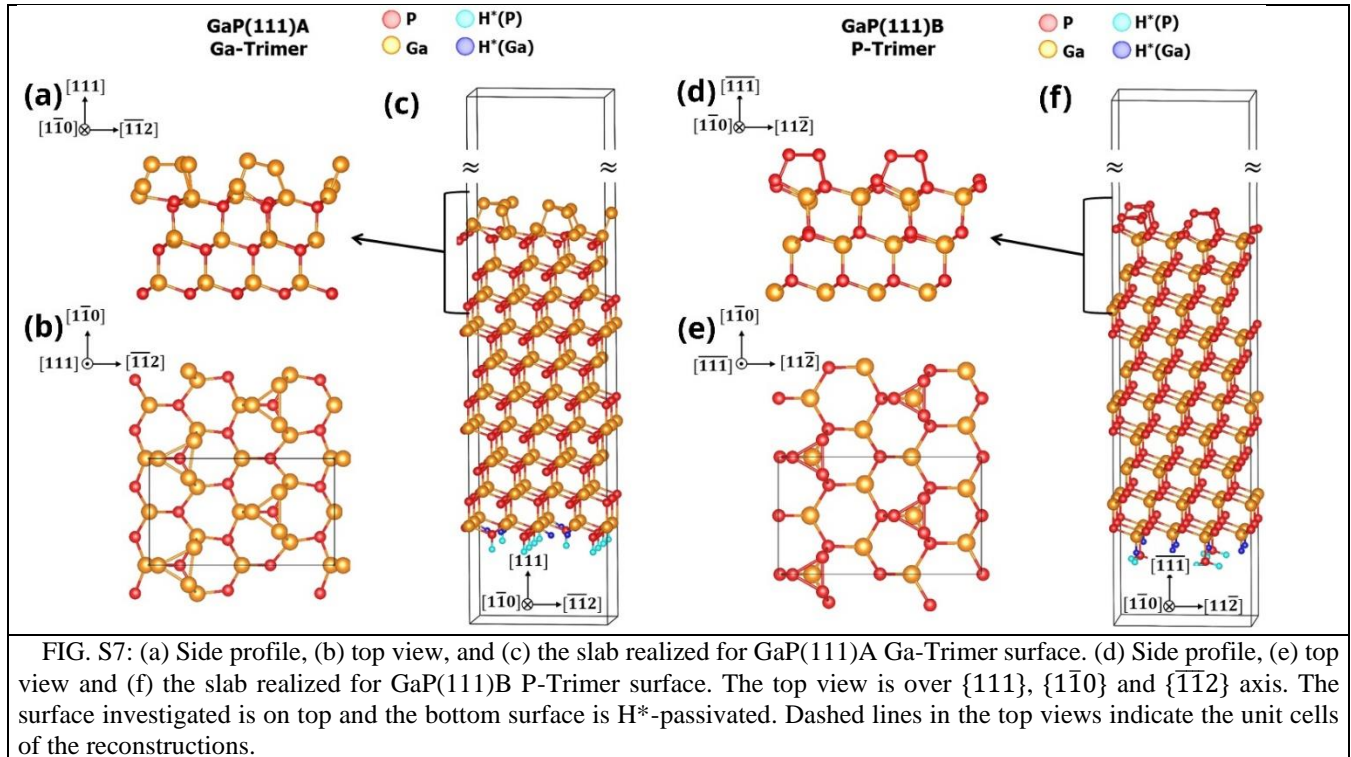 GaP(111)A
Ga-Trimer
P
H*(P)
Ga
H*(Ga)
GaP(111)B
P-Trimer
P
H*(P)
Ga
H*(Ga)
(a)
[111]
[11̅0]
[1̅1̅2]
(c)
≈
≈
(d)
[1̅1̅1̅]
[11̅0]
[112̅]
(f)
≈
≈
(b)
[11̅0]
[111]
[1̅1̅2]
(e)
[11̅0]
[1̅1̅1̅]
[112̅]
[111]
[11̅0]
[1̅1̅2]
[1̅1̅1̅]
[11̅0]
[112̅]
FIG. S7: (a) Side profile, (b) top view, and (c) the slab realized for GaP(111)A Ga-Trimer surface. (d) Side profile, (e) top
view and (f) the slab realized for GaP(111)B P-Trimer surface. The top view is over {111}, {11̅0} and {1̅1̅2} axis. The
surface investigated is on top and the bottom surface is H*-passivated. Dashed lines in the top views indicate the unit cells
of the reconstructions.